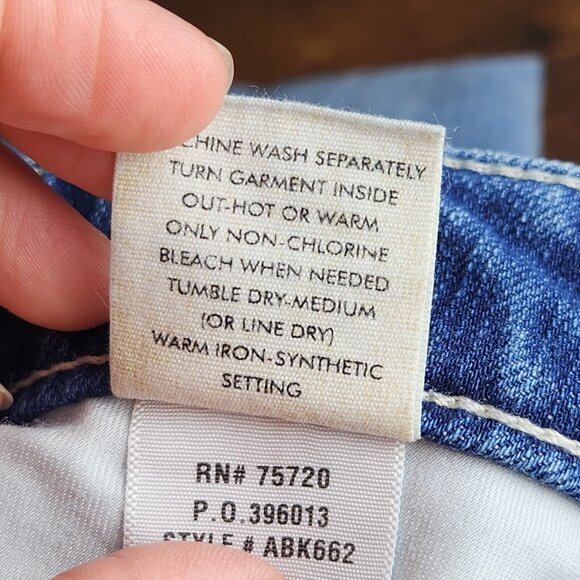 CHINE WASH SEPARATELY
TURN GARMENT INSIDE
OUT-HOT OR WARM
ONLY NON-CHLORINE
BLEACH WHEN NEEDED
TUMBLE DRY-MEDIUM
(OR LINE DRY)
WARM IRON-SYNTHETIC
SETTING
RN# 75720
P.O.396013
STYLE # ABK662